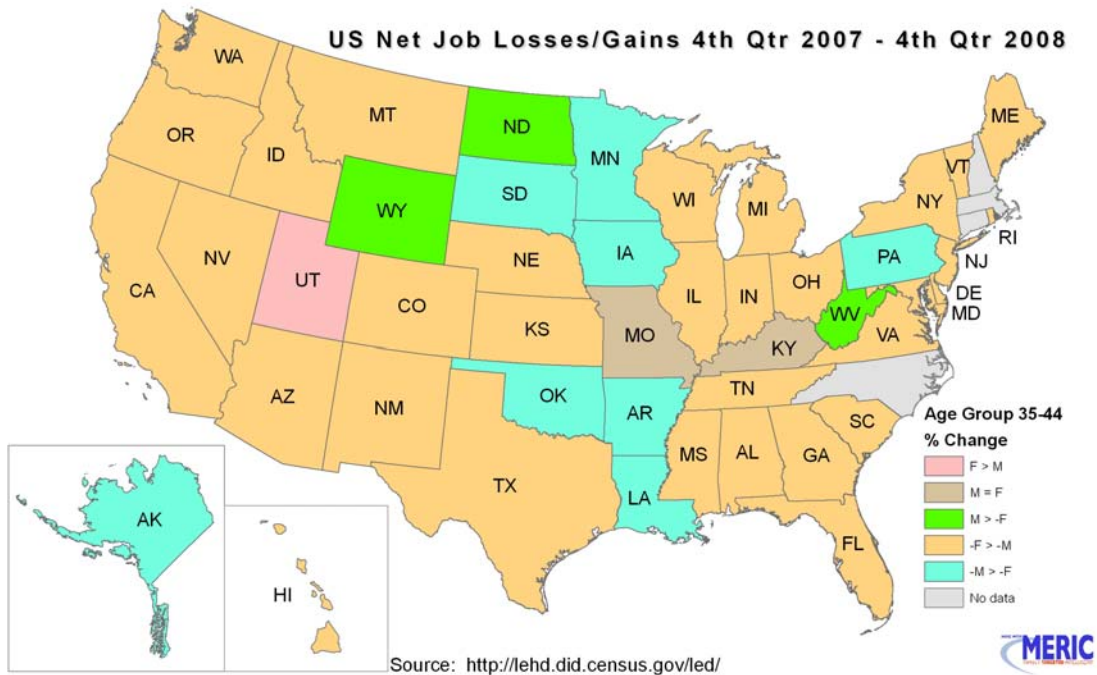 US Net Job Losses/Gains 4th Qtr 2007 - 4th Qtr 2008
WA
MT
ND
MN
ME
OR
ID
SD
WI
MI
VT
NY
WY
RI
NV
UT
NE
IA
PA
NJ
CA
CO
IL
IN
OH
DE
MD
WV
KS
MO
KY
VA
AZ
NM
OK
AR
TN
SC
MS
AL
GA
TX
LA
FL
AK
HI
Age Group 35-44
% Change
F > M
M = F
M > -F
-F > -M
-M > -F
No data
Source: http://lehd.did.census.gov/led/
MERIC